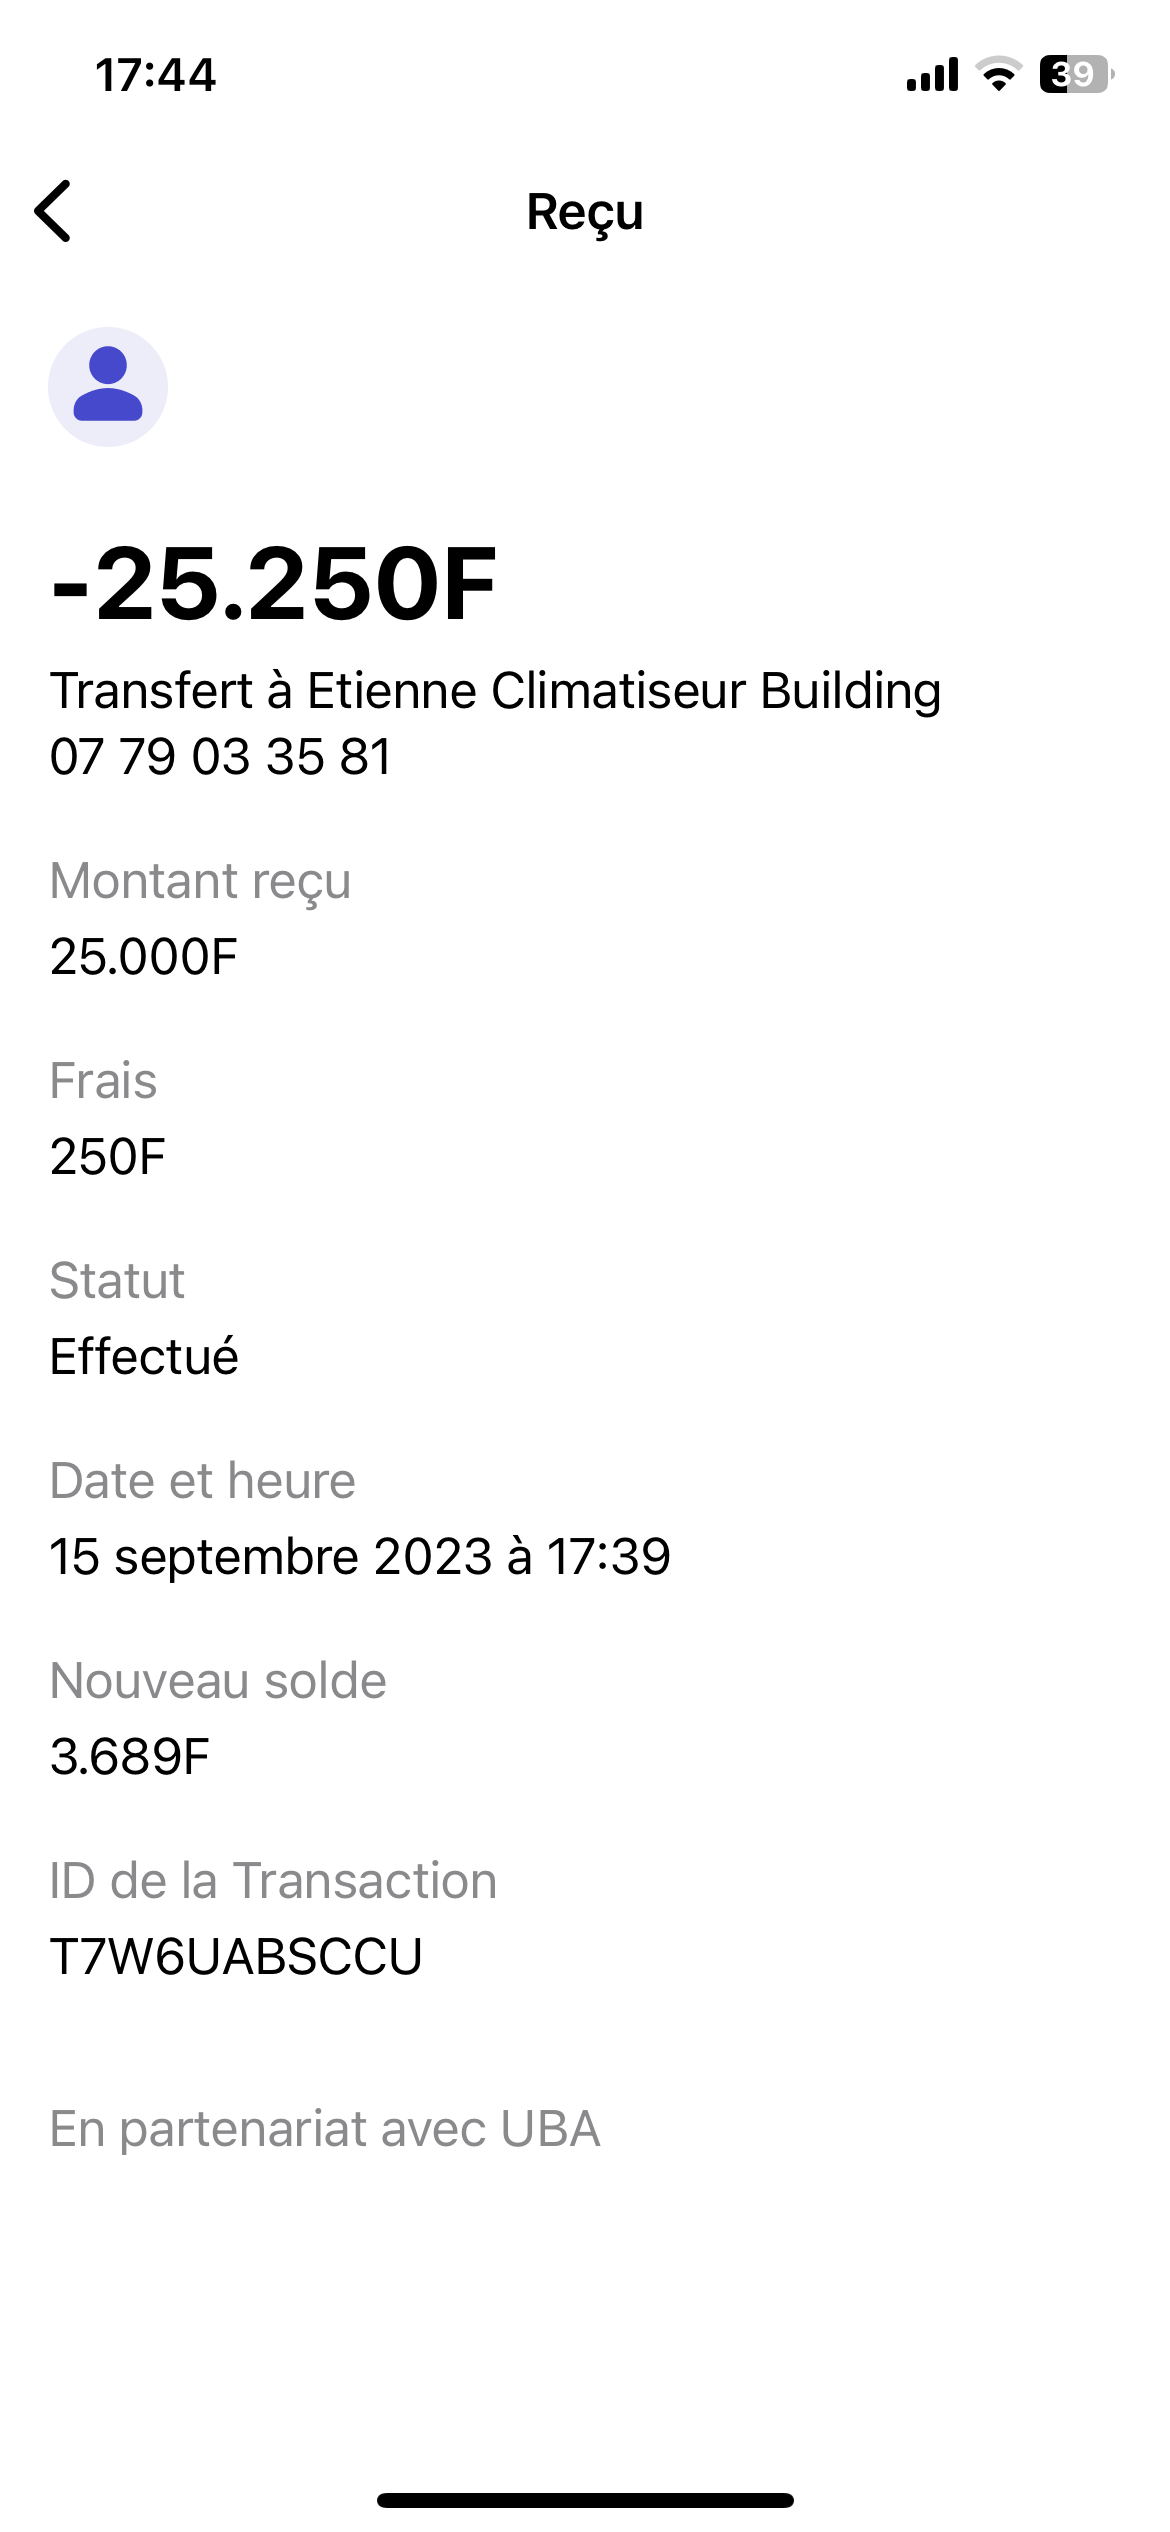 17:44
39
Reçu
-25.250F
Transfert à Etienne Climatiseur Building
07 79 03 35 81
Montant reçu
25.000F
Frais
250F
Statut
Effectué
Date et heure
15 septembre 2023 à 17:39
Nouveau solde
3.689F
ID de la Transaction
T7W6UABSCCU
En partenariat avec UBA